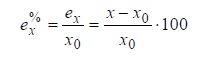 e_x^% = e_x / x_0 = (x − x_0) / x_0 · 100